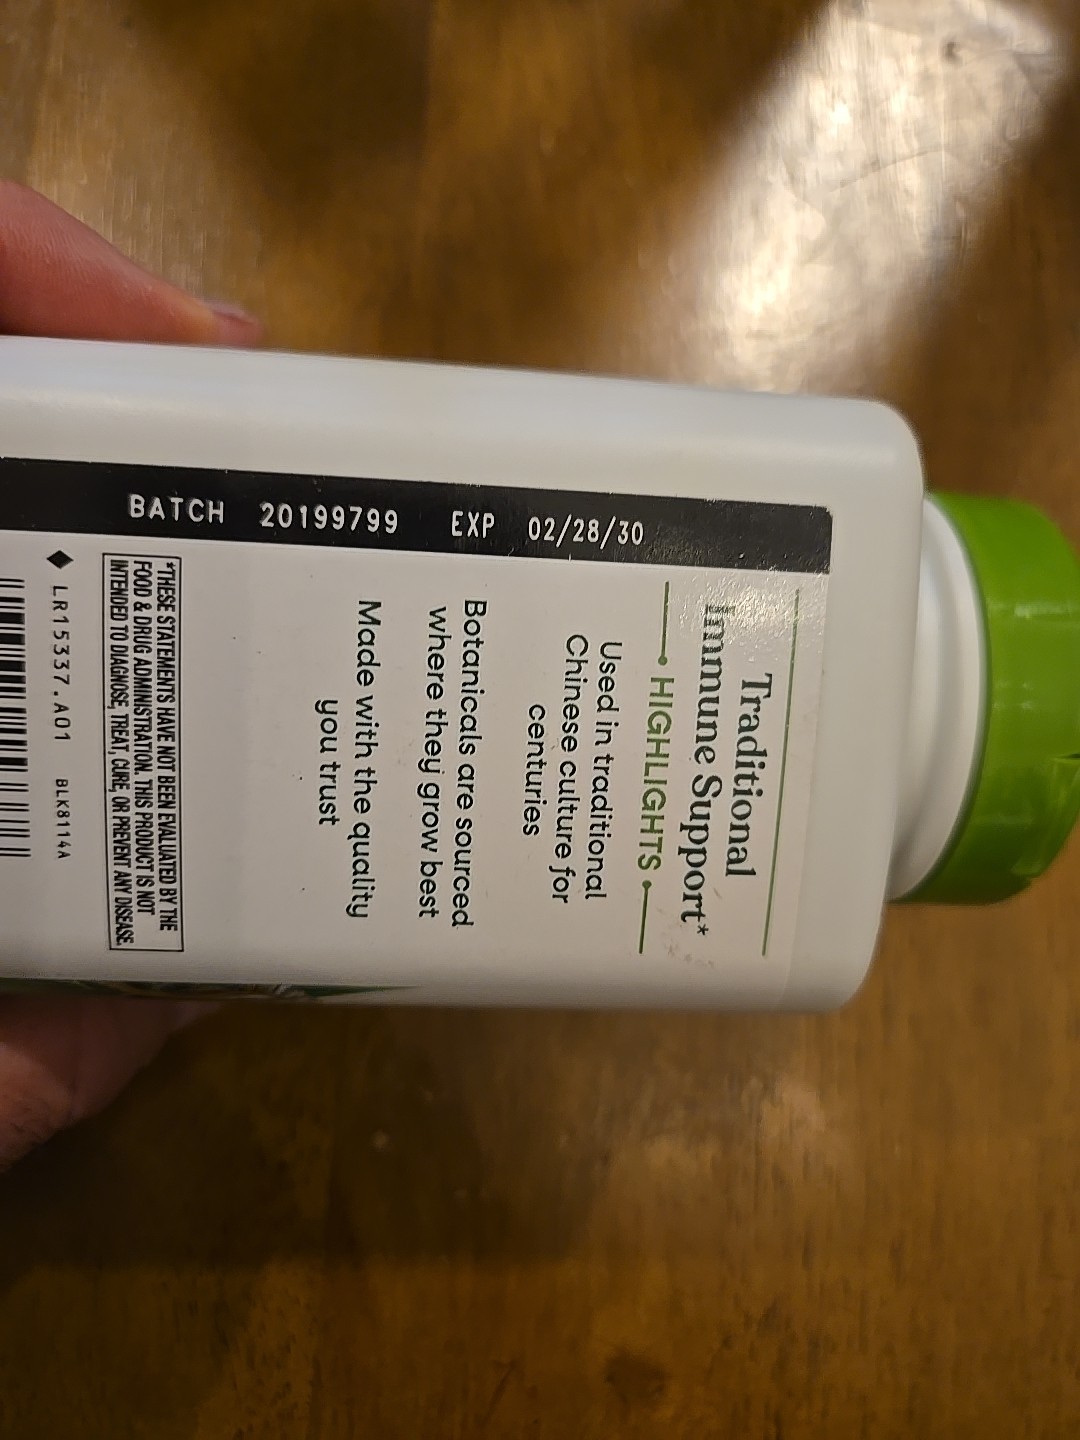 BATCH 20199799 EXP 02/28/30
Traditional
Immune Support*
HIGHLIGHTS
Used in traditional
Chinese culture for
centuries
Botanicals are sourced
where they grow best
Made with the quality
you trust
*THESE STATEMENTS HAVE NOT BEEN EVALUATED BY THE
FOOD & DRUG ADMINISTRATION. THIS PRODUCT IS NOT
INTENDED TO DIAGNOSE, TREAT, CURE, OR PREVENT ANY DISEASE.
◆ LR15337.A01 BLK8114A